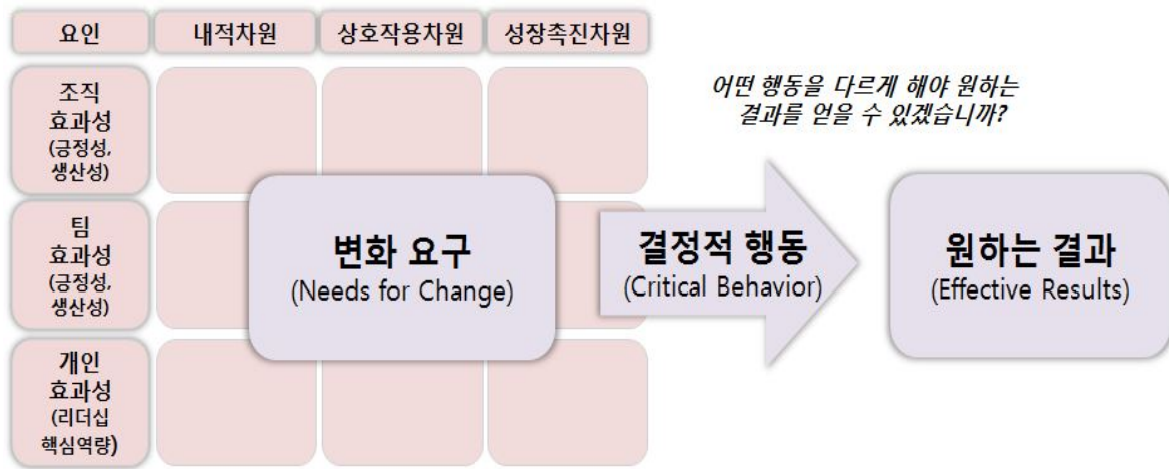 요인
내적차원
상호작용차원
성장촉진차원
조직
효과성
(긍정성,
생산성)
팀
효과성
(긍정성,
생산성)
개인
효과성
(리더십
핵심역량)
변화 요구
(Needs for Change)
어떤 행동을 다르게 해야 원하는
결과를 얻을 수 있겠습니까?
결정적 행동
(Critical Behavior)
원하는 결과
(Effective Results)